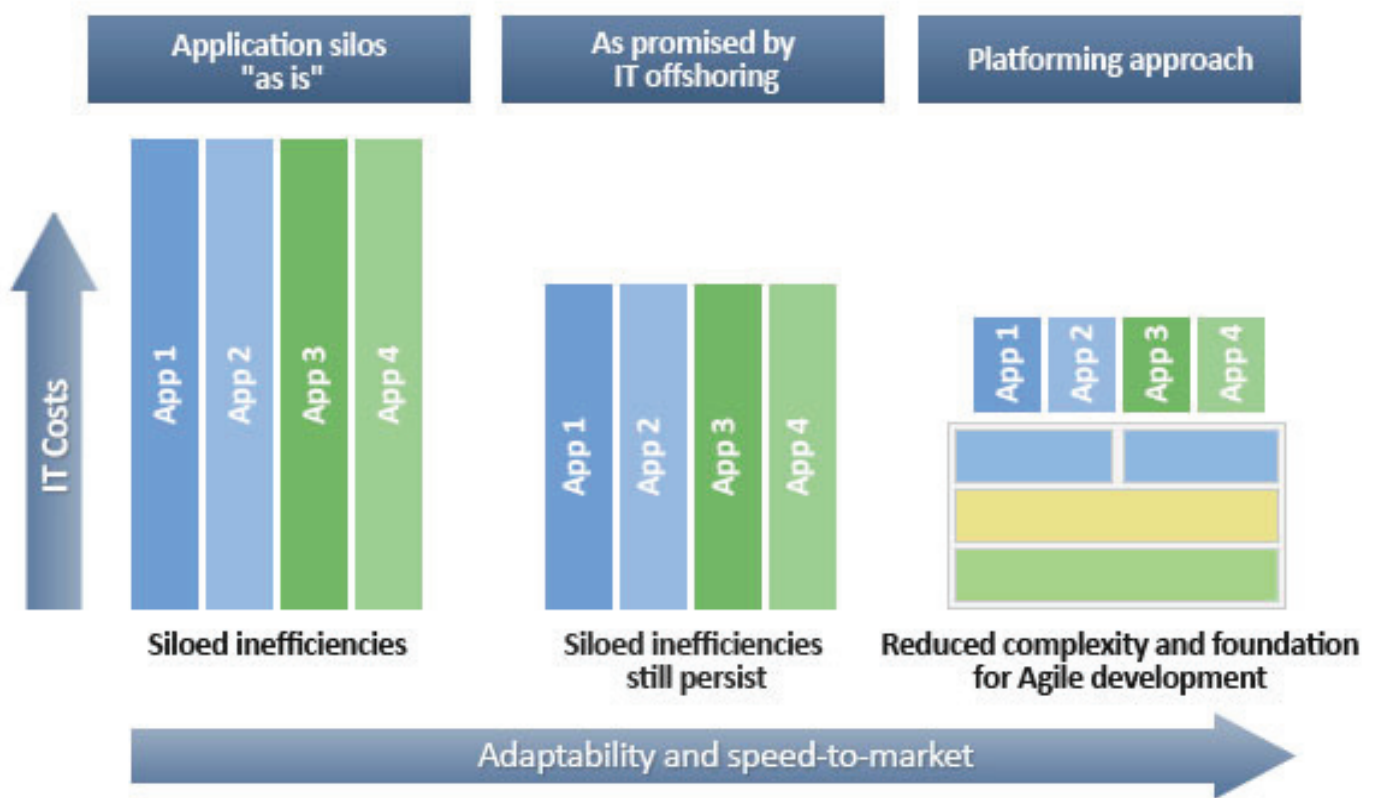 Application silos
"as is"
As promised by
IT offshoring
Platforming approach
IT Costs
App 1
App 2
App 3
App 4
App 1
App 2
App 3
App 4
App 1
App 2
App 3
App 4
Siloed inefficiencies
Siloed inefficiencies
still persist
Reduced complexity and foundation
for Agile development
Adaptability and speed-to-market